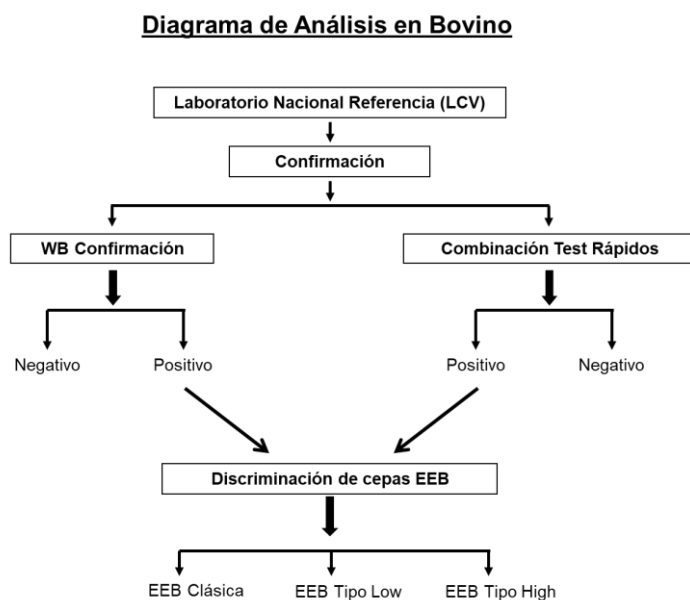 Diagrama de Análisis en Bovino
Laboratorio Nacional Referencia (LCV)
Confirmación
WB Confirmación
Combinación Test Rápidos
Negativo
Positivo
Positivo
Negativo
Discriminación de cepas EEB
EEB Clásica
EEB Tipo Low
EEB Tipo High